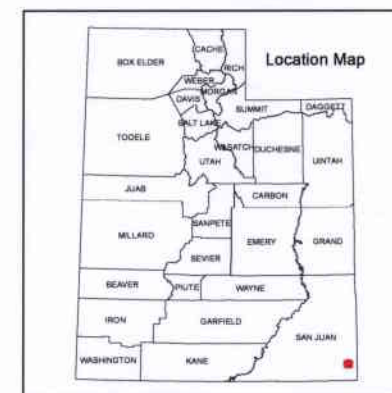 Location Map
CACHE
BOX ELDER
RICH
WEBER
MORGAN
DAVIS
SUMMIT
DAGGETT
SALT LAKE
TOOELE
WASATCH
DUCHESNE
UTAH
UINTAH
JUAB
CARBON
SANPETE
MILLARD
EMERY
GRAND
SEVIER
BEAVER
PIUTE
WAYNE
IRON
GARFIELD
SAN JUAN
WASHINGTON
KANE